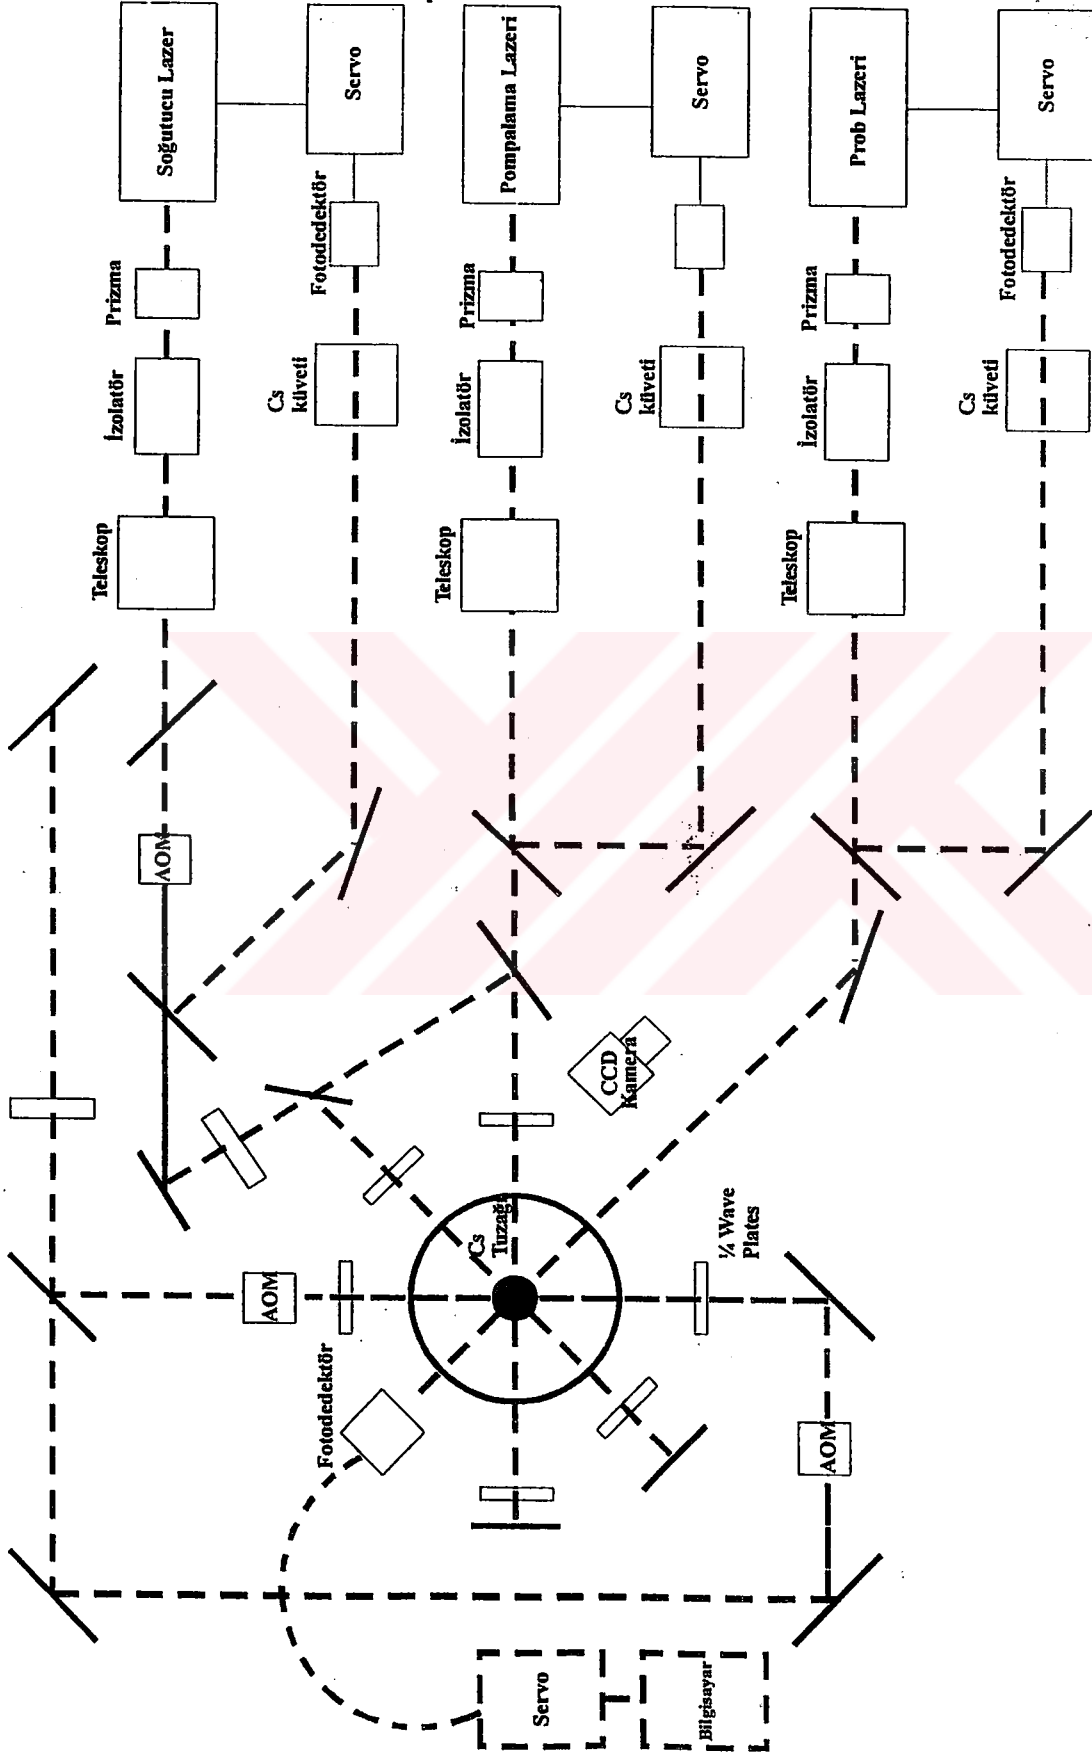 Soğutucu Lazer
Servo
Prizma
Fotodedektör
İzolatör
Cs
küveti
Teleskop
AOM
Pompalama Lazeri
Servo
Prizma
İzolatör
Cs
küveti
Teleskop
Prob Lazeri
Servo
Prizma
Fotodedektör
İzolatör
Cs
küveti
Teleskop
CCD
Kamera
Cs
Tuzağı
¼ Wave
Plates
AOM
Fotodedektör
AOM
Servo
Bilgisayar